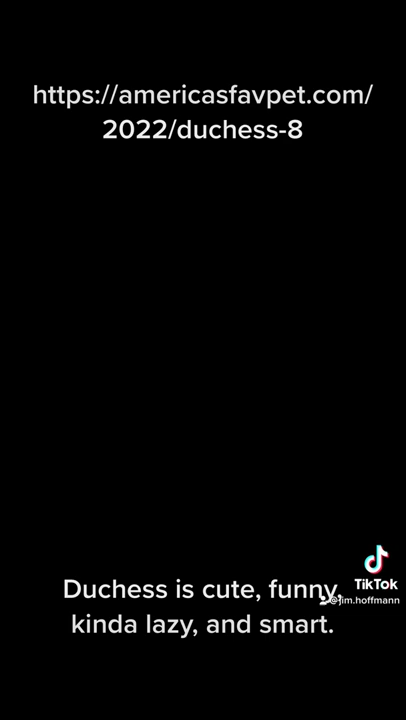 https://americasfavpet.com/
2022/duchess-8
TikTok
Duchess is cute, funny,
@jim.hoffmann
kinda lazy, and smart.